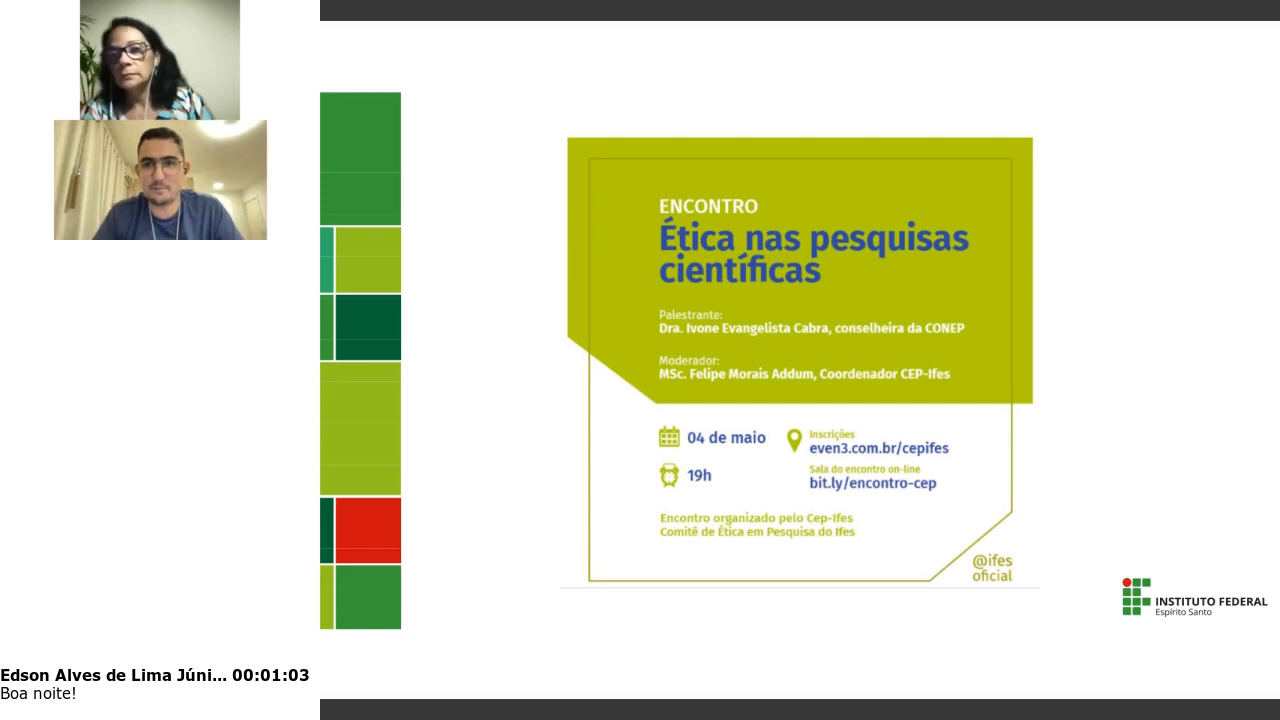 ENCONTRO
Ética nas pesquisas
científicas
Palestrante:
Dra. Ivone Evangelista Cabra, conselheira da CONEP
Moderador:
MSc. Felipe Morais Addum, Coordenador CEP-Ifes
04 de maio
19h
Inscrições
even3.com.br/cepifes
Sala do encontro on-line
bit.ly/encontro-cep
Encontro organizado pelo Cep-Ifes
Comitê de Ética em Pesquisa do Ifes
@ifes
oficial
INSTITUTO FEDERAL
Espírito Santo
Edson Alves de Lima Júni... 00:01:03
Boa noite!